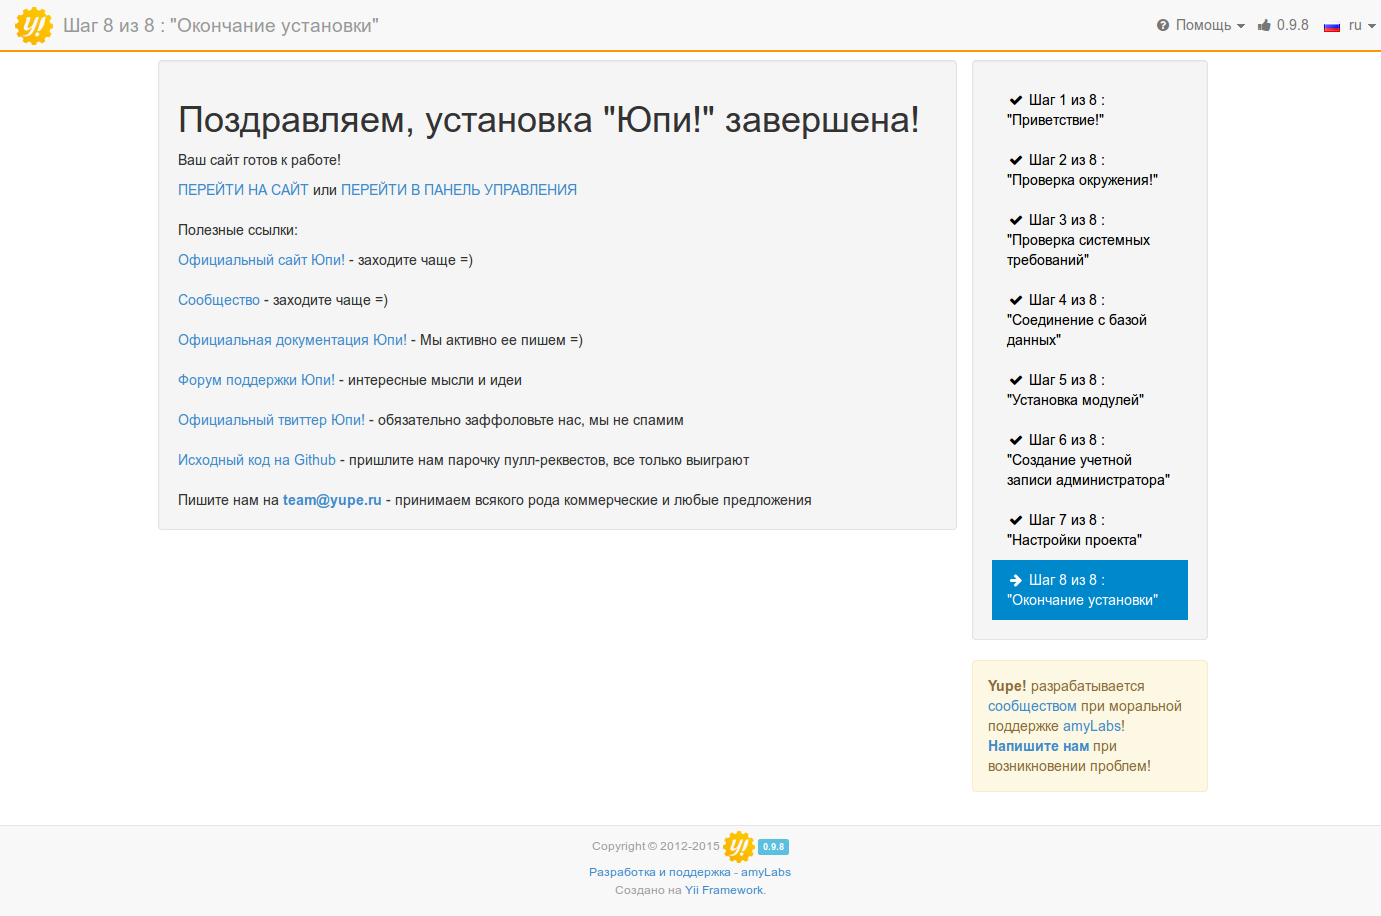 y! Шаг 8 из 8 : "Окончание установки"
Помощь 0.9.8 ru
Поздравляем, установка "Юпи!" завершена!
Ваш сайт готов к работе!
ПЕРЕЙТИ НА САЙТ или ПЕРЕЙТИ В ПАНЕЛЬ УПРАВЛЕНИЯ
Полезные ссылки:
Официальный сайт Юпи! - заходите чаще =)
Сообщество - заходите чаще =)
Официальная документация Юпи! - Мы активно ее пишем =)
Форум поддержки Юпи! - интересные мысли и идеи
Официальный твиттер Юпи! - обязательно заффоловьте нас, мы не спамим
Исходный код на Github - пришлите нам парочку пулл-реквестов, все только выиграют
Пишите нам на team@yupe.ru - принимаем всякого рода коммерческие и любые предложения
Шаг 1 из 8 :
"Приветствие!"
Шаг 2 из 8 :
"Проверка окружения!"
Шаг 3 из 8 :
"Проверка системных
требований"
Шаг 4 из 8 :
"Соединение с базой
данных"
Шаг 5 из 8 :
"Установка модулей"
Шаг 6 из 8 :
"Создание учетной
записи администратора"
Шаг 7 из 8 :
"Настройки проекта"
Шаг 8 из 8 :
"Окончание установки"
Yupe! разрабатывается
сообществом при моральной
поддержке amyLabs!
Напишите нам при
возникновении проблем!
Copyright © 2012-2015 y! 0.9.8
Разработка и поддержка - amyLabs
Создано на Yii Framework.